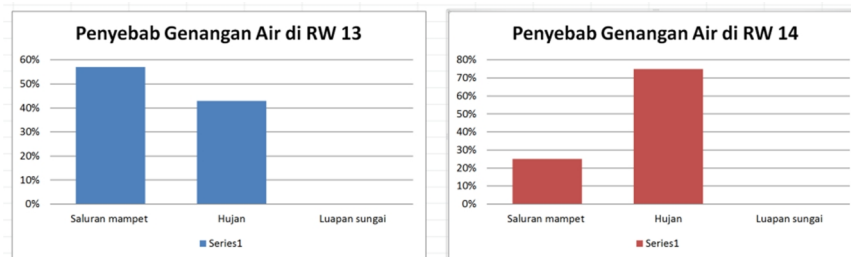 Penyebab Genangan Air di RW 13
60%
50%
40%
30%
20%
10%
0%
Saluran mampet Hujan Luapan sungai
Series1
Penyebab Genangan Air di RW 14
80%
70%
60%
50%
40%
30%
20%
10%
0%
Saluran mampet Hujan Luapan sungai
Series1